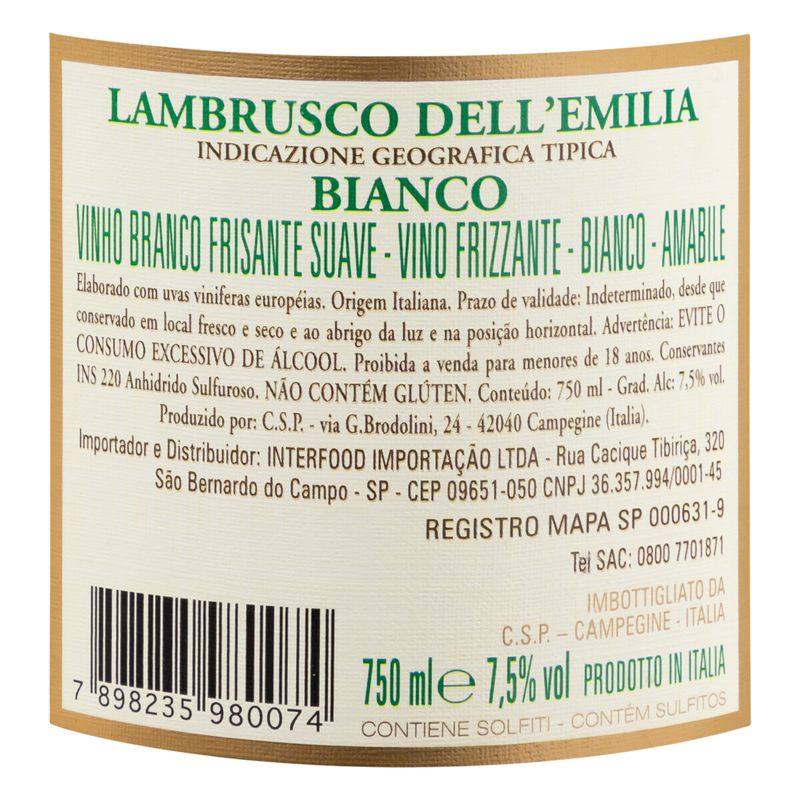 LAMBRUSCO DELL'EMILIA
INDICAZIONE GEOGRAFICA TIPICA
BIANCO
VINHO BRANCO FRISANTE SUAVE - VINO FRIZZANTE - BIANCO - AMABILE
Elaborado com uvas viniferas européias. Origem Italiana. Prazo de validade: Indeterminado, desde que
conservado em local fresco e seco e ao abrigo da luz e na posição horizontal. Advertência: EVITE O
CONSUMO EXCESSIVO DE ÁLCOOL. Proibida a venda para menores de 18 anos. Conservantes
INS 220 Anhidrido Sulfuroso. NÃO CONTÉM GLÚTEN. Conteúdo: 750 ml - Grad. Alc: 7,5% vol.
Produzido por: C.S.P. - via G.Brodolini, 24 - 42040 Campegine (Italia).
Importador e Distribuidor: INTERFOOD IMPORTAÇÃO LTDA - Rua Cacique Tibiriça, 320
São Bernardo do Campo - SP - CEP 09651-050 CNPJ 36.357.994/0001-45
REGISTRO MAPA SP 000631-9
Tel SAC: 0800 7701871
IMBOTTIGLIATO DA
C.S.P. – CAMPEGINE - ITALIA
750 ml e 7,5% vol PRODOTTO IN ITALIA
CONTIENE SOLFITI - CONTÉM SULFITOS
7 898235 980074